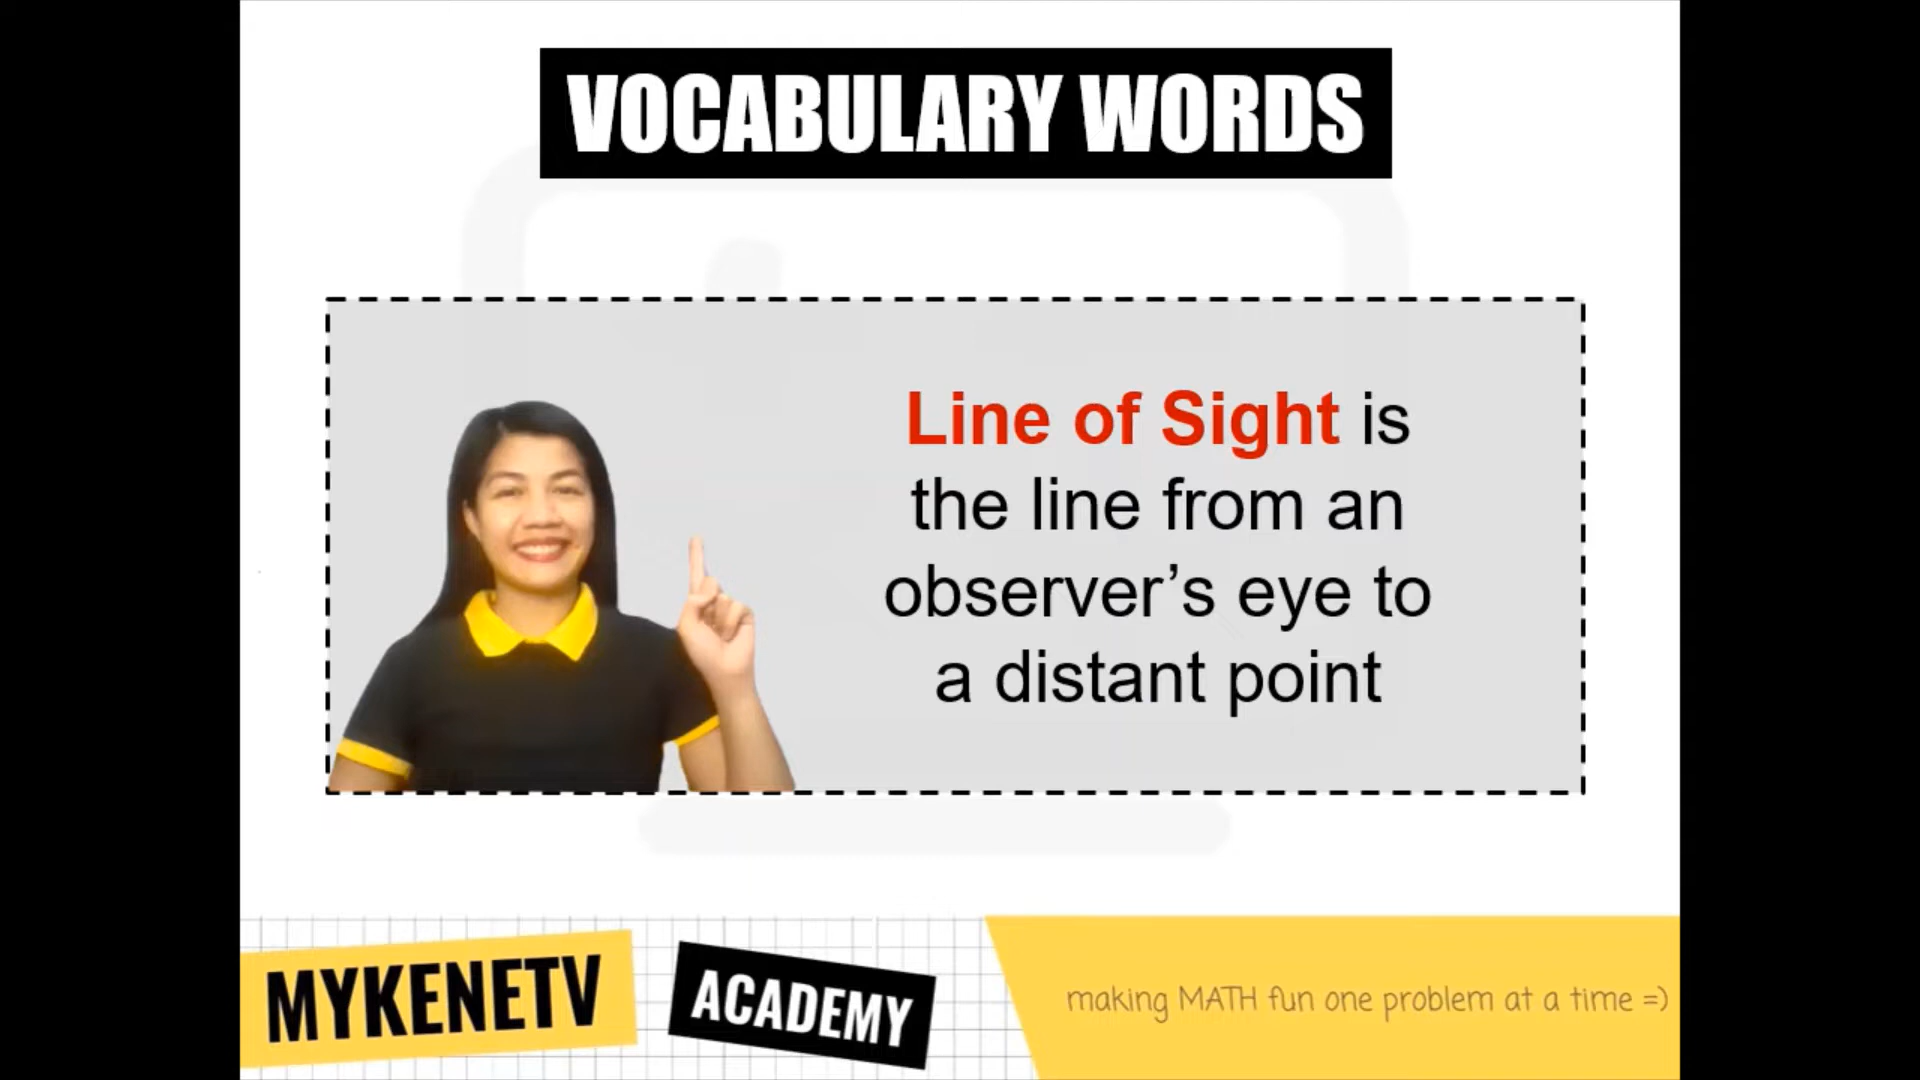 VOCABULARY WORDS
Line of Sight is
the line from an
observer’s eye to
a distant point
MYKENETV
ACADEMY
making MATH fun one problem at a time =)